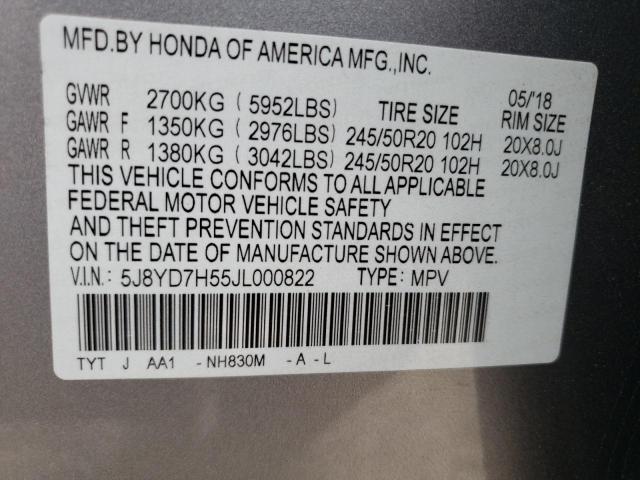 MFD.BY HONDA OF AMERICA MFG.,INC.
05/'18
GVWR 2700KG (5952LBS) TIRE SIZE RIM SIZE
GAWR F 1350KG (2976LBS) 245/50R20 102H 20X8.0J
GAWR R 1380KG (3042LBS) 245/50R20 102H 20X8.0J
THIS VEHICLE CONFORMS TO ALL APPLICABLE
FEDERAL MOTOR VEHICLE SAFETY
AND THEFT PREVENTION STANDARDS IN EFFECT
ON THE DATE OF MANUFACTURE SHOWN ABOVE.
V.I.N.: 5J8YD7H55JL000822 TYPE: MPV
TYT J AA1 -NH830M -A-L